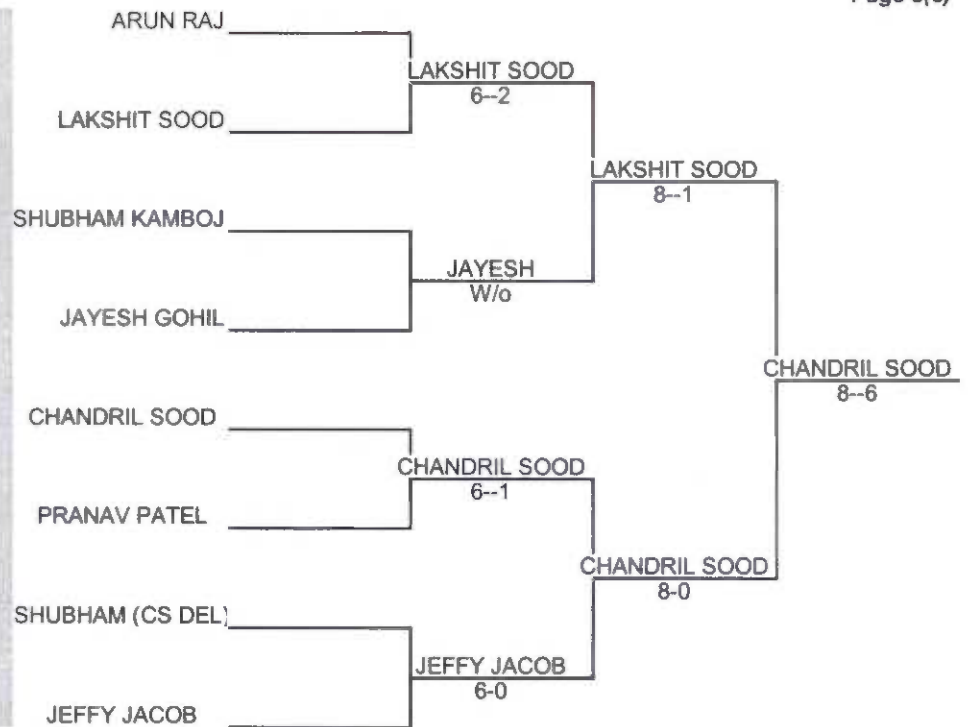 ARUN RAJ
LAKSHIT SOOD
6--2
LAKSHIT SOOD
LAKSHIT SOOD
8--1
SHUBHAM KAMBOJ
JAYESH
W/o
JAYESH GOHIL
CHANDRIL SOOD
8--6
CHANDRIL SOOD
CHANDRIL SOOD
6--1
PRANAV PATEL
CHANDRIL SOOD
8-0
SHUBHAM (CS DEL)
JEFFY JACOB
6-0
JEFFY JACOB